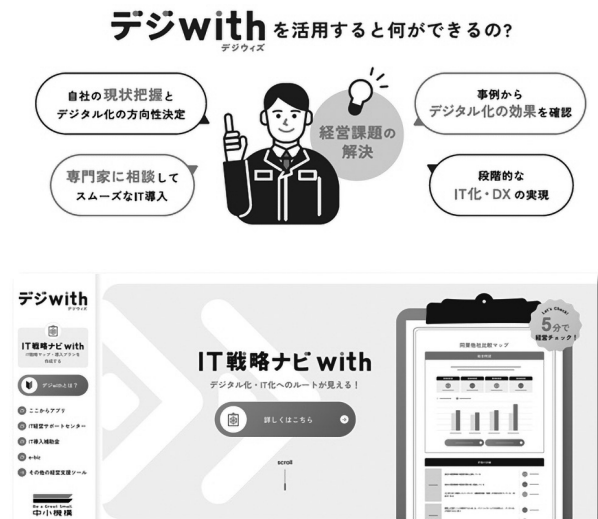 デジwithを活用すると何ができるの?
デジウィズ
自社の現状把握と
デジタル化の方向性決定
専門家に相談して
スムーズなIT導入
経営課題の
解決
事例から
デジタル化の効果を確認
段階的な
IT化・DXの実現
デジwith
デジウィズ
IT戦略ナビwith
IT戦略マップ・導入プランを
作成する
デジwithとは?
ここからアプリ
IT経営サポートセンター
IT導入補助金
e-biz
その他の経営支援ツール
Be a Great Small
中小機構
IT戦略ナビwith
デジタル化・IT化へのルートが見える!
詳しくはこちら
scroll
Let's Check!
5分で
経営チェック!
同業他社比較マップ